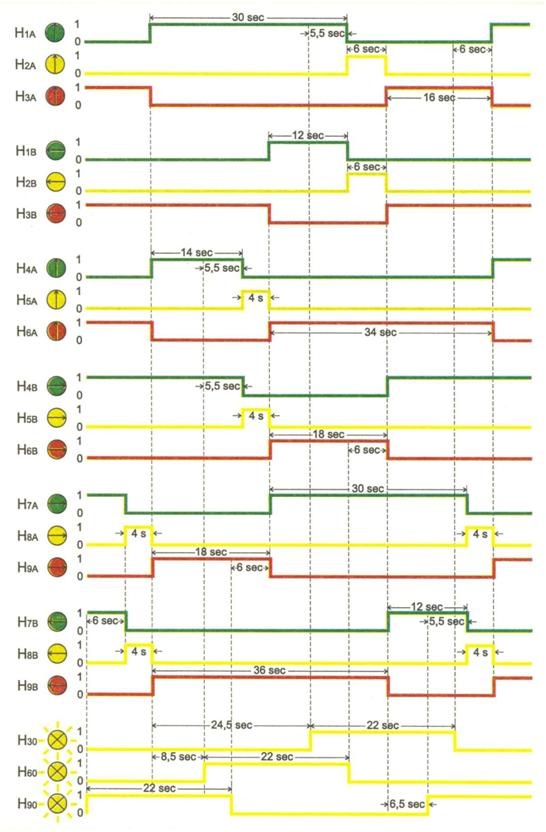 30 sec
H1A 1 0 5,5 sec
6 sec 6 sec
H2A 1 0
H3A 1 0 16 sec
12 sec
H1B 1 0
6 sec
H2B 1 0
H3B 1 0
14 sec
H4A 1 0 5,5 sec
H5A 1 0 4 s
H6A 1 0 34 sec
H4B 1 0 5,5 sec
H5B 1 0 4 s
18 sec
H6B 1 0 6 sec
30 sec
H7A 1 0
H8A 1 0 4 s 4 s
18 sec
H9A 1 0 6 sec
12 sec
H7B 1 0 6 sec 5,5 sec
H8B 1 0 4 s 4 s
36 sec
H9B 1 0
24,5 sec 22 sec
H30 1 0
8,5 sec 22 sec
H60 1 0
22 sec
H90 1 0 6,5 sec